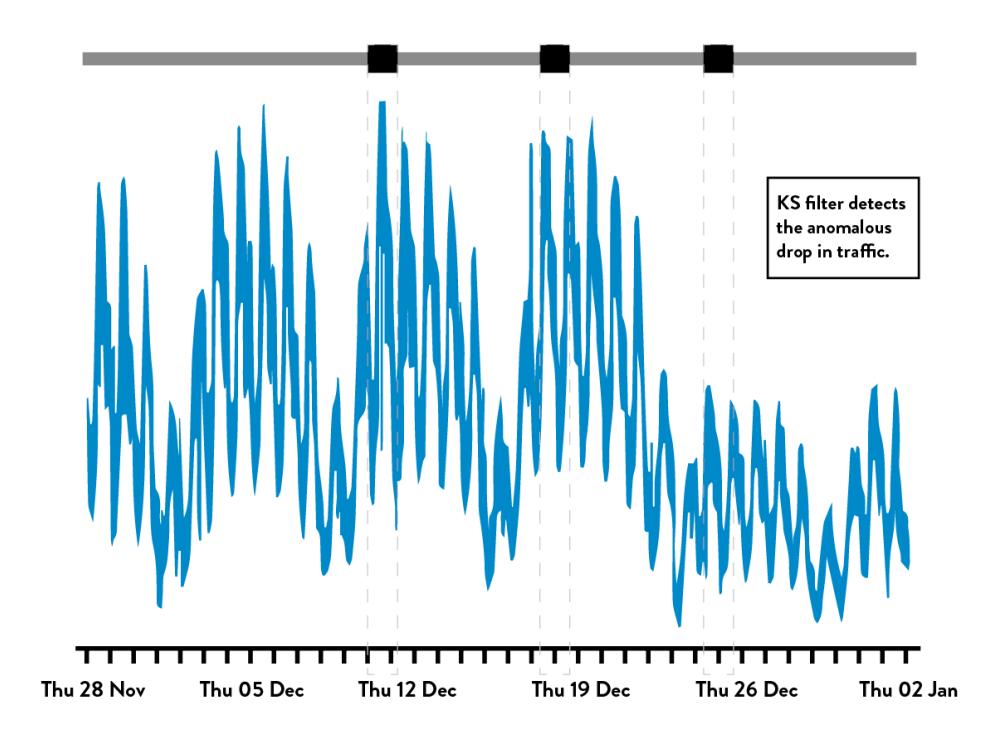 KS filter detects
the anomalous
drop in traffic.
Thu 28 Nov
Thu 05 Dec
Thu 12 Dec
Thu 19 Dec
Thu 26 Dec
Thu 02 Jan